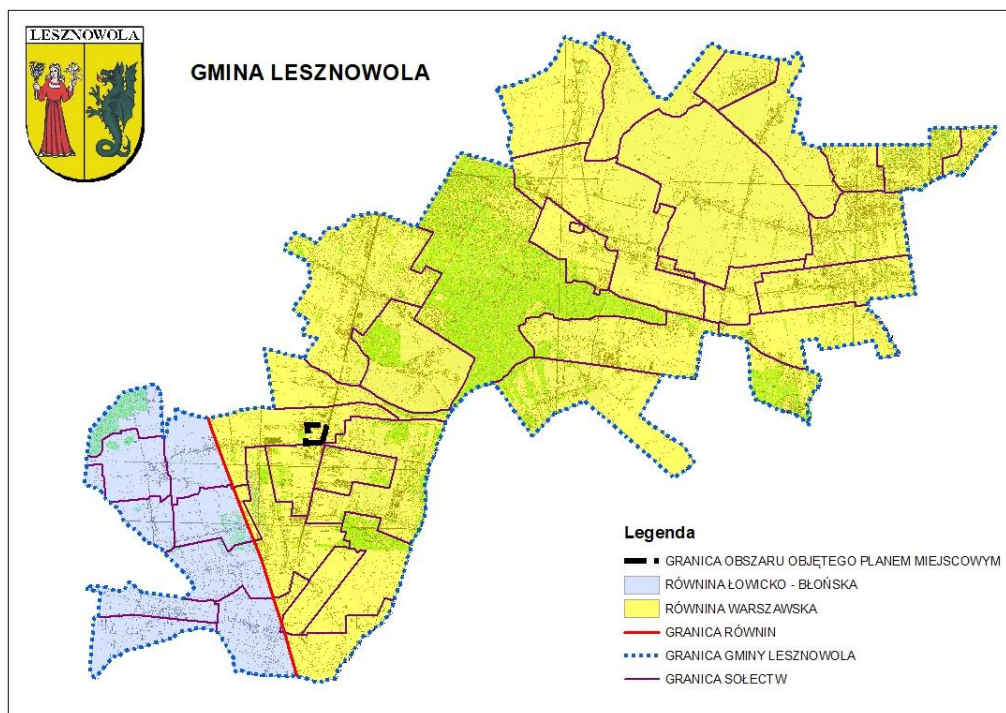 LESZNOWOLA
GMINA LESZNOWOLA
Legenda
GRANICA OBSZARU OBJĘTEGO PLANEM MIEJSCOWYM
RÓWNINA ŁOWICKO - BŁOŃSKA
RÓWNINA WARSZAWSKA
GRANICA RÓWNIN
GRANICA GMINY LESZNOWOLA
GRANICA SOŁECTW